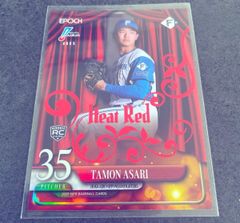 EPOCH
F
Heat Red
RC
35
PITCHER
TAMON ASARI